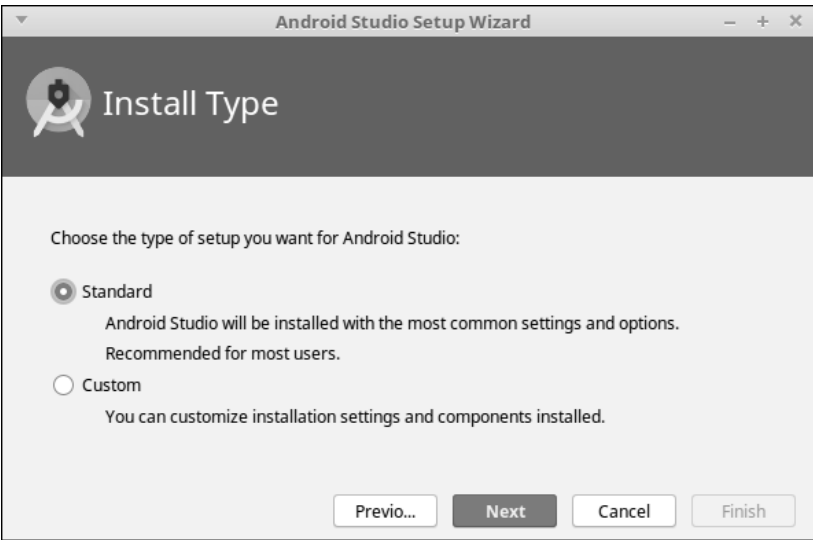 Android Studio Setup Wizard
Install Type
Choose the type of setup you want for Android Studio:
Standard
Android Studio will be installed with the most common settings and options.
Recommended for most users.
Custom
You can customize installation settings and components installed.
Previo... Next Cancel Finish